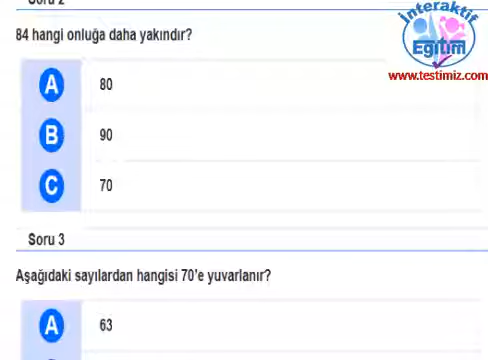 Soru 2
84 hangi onluğa daha yakındır?
interaktif
Eğitim
www.testimiz.com
A 80
B 90
C 70
Soru 3
Aşağıdaki sayılardan hangisi 70'e yuvarlanır?
A 63